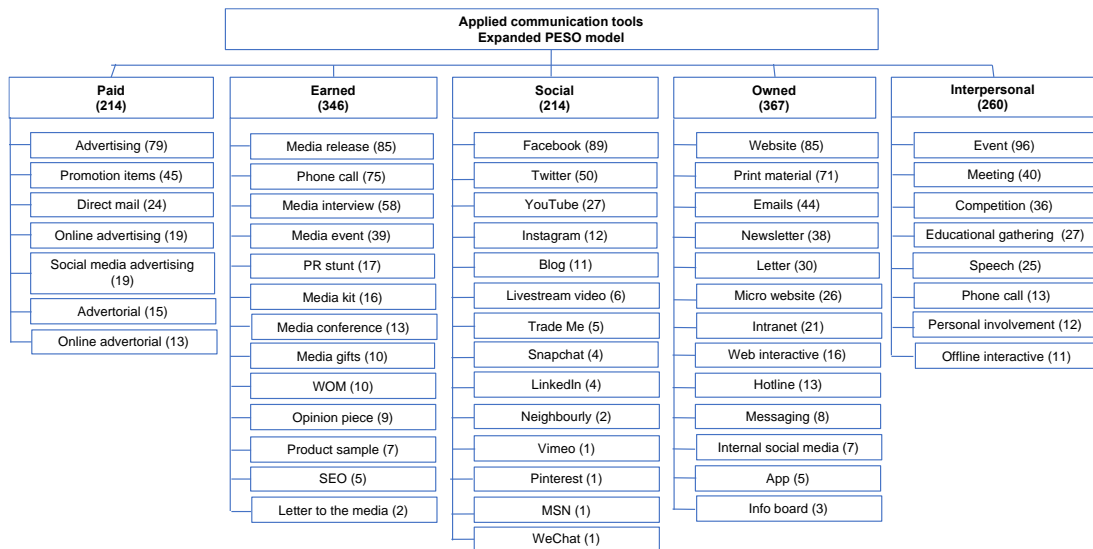 Applied communication tools
Expanded PESO model
Paid
(214)
Advertising (79)
Promotion items (45)
Direct mail (24)
Online advertising (19)
Social media advertising
(19)
Advertorial (15)
Online advertorial (13)
Earned
(346)
Media release (85)
Phone call (75)
Media interview (58)
Media event (39)
PR stunt (17)
Media kit (16)
Media conference (13)
Media gifts (10)
WOM (10)
Opinion piece (9)
Product sample (7)
SEO (5)
Letter to the media (2)
Social
(214)
Facebook (89)
Twitter (50)
YouTube (27)
Instagram (12)
Blog (11)
Livestream video (6)
Trade Me (5)
Snapchat (4)
LinkedIn (4)
Neighbourly (2)
Vimeo (1)
Pinterest (1)
MSN (1)
WeChat (1)
Owned
(367)
Website (85)
Print material (71)
Emails (44)
Newsletter (38)
Letter (30)
Micro website (26)
Intranet (21)
Web interactive (16)
Hotline (13)
Messaging (8)
Internal social media (7)
App (5)
Info board (3)
Interpersonal
(260)
Event (96)
Meeting (40)
Competition (36)
Educational gathering (27)
Speech (25)
Phone call (13)
Personal involvement (12)
Offline interactive (11)